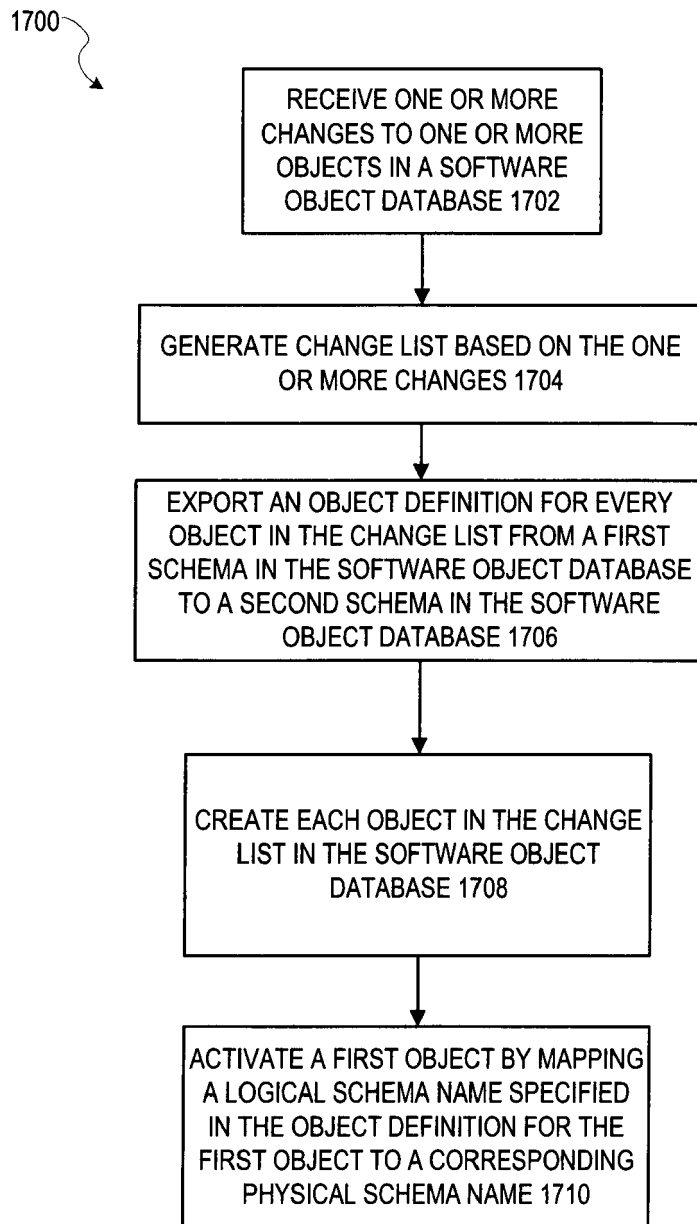 1700
RECEIVE ONE OR MORE
CHANGES TO ONE OR MORE
OBJECTS IN A SOFTWARE
OBJECT DATABASE 1702
GENERATE CHANGE LIST BASED ON THE ONE
OR MORE CHANGES 1704
EXPORT AN OBJECT DEFINITION FOR EVERY
OBJECT IN THE CHANGE LIST FROM A FIRST
SCHEMA IN THE SOFTWARE OBJECT DATABASE
TO A SECOND SCHEMA IN THE SOFTWARE
OBJECT DATABASE 1706
CREATE EACH OBJECT IN THE CHANGE
LIST IN THE SOFTWARE OBJECT
DATABASE 1708
ACTIVATE A FIRST OBJECT BY MAPPING
A LOGICAL SCHEMA NAME SPECIFIED
IN THE OBJECT DEFINITION FOR THE
FIRST OBJECT TO A CORRESPONDING
PHYSICAL SCHEMA NAME 1710